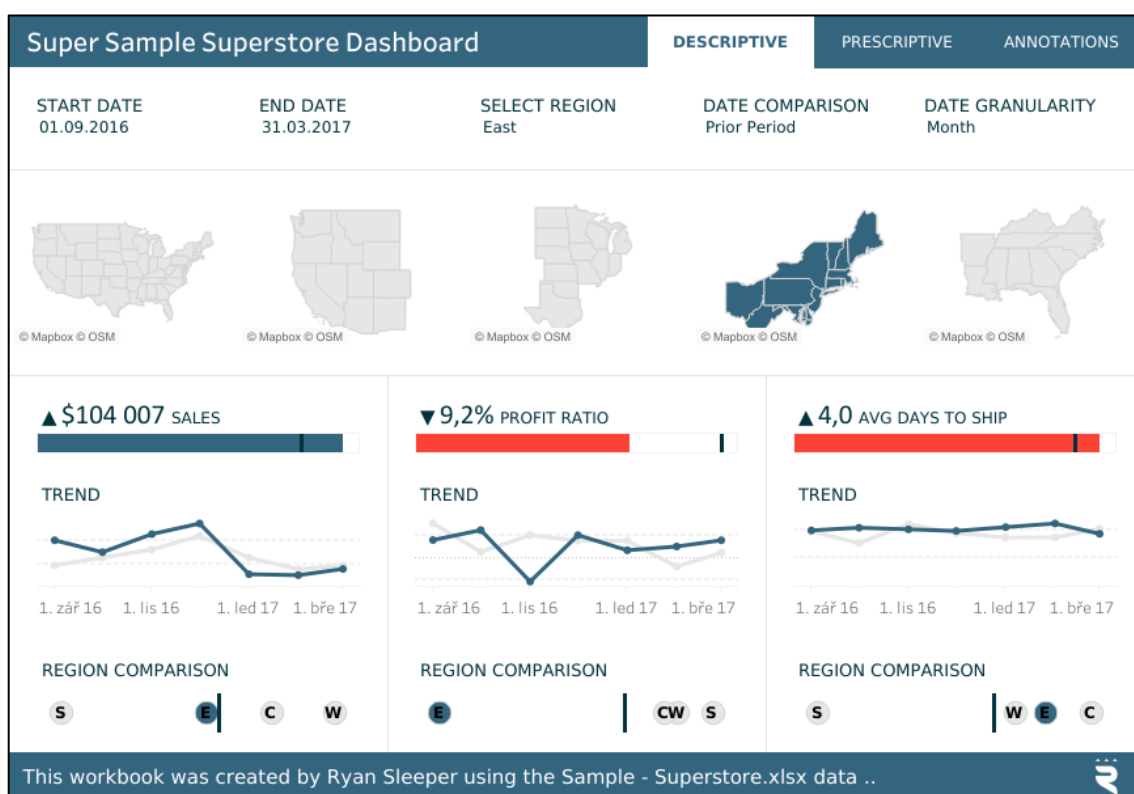 Super Sample Superstore Dashboard
DESCRIPTIVE PRESCRIPTIVE ANNOTATIONS
START DATE END DATE SELECT REGION DATE COMPARISON DATE GRANULARITY
01.09.2016 31.03.2017 East Prior Period Month
© Mapbox © OSM © Mapbox © OSM © Mapbox © OSM © Mapbox © OSM © Mapbox © OSM
▲ $104 007 SALES ▼ 9,2% PROFIT RATIO ▲ 4,0 AVG DAYS TO SHIP
TREND TREND TREND
1. zář 16 1. lis 16 1. led 17 1. bře 17 1. zář 16 1. lis 16 1. led 17 1. bře 17 1. zář 16 1. lis 16 1. led 17 1. bře 17
REGION COMPARISON REGION COMPARISON REGION COMPARISON
S E C W E C W S S W E C
This workbook was created by Ryan Sleeper using the Sample - Superstore.xlsx data ..